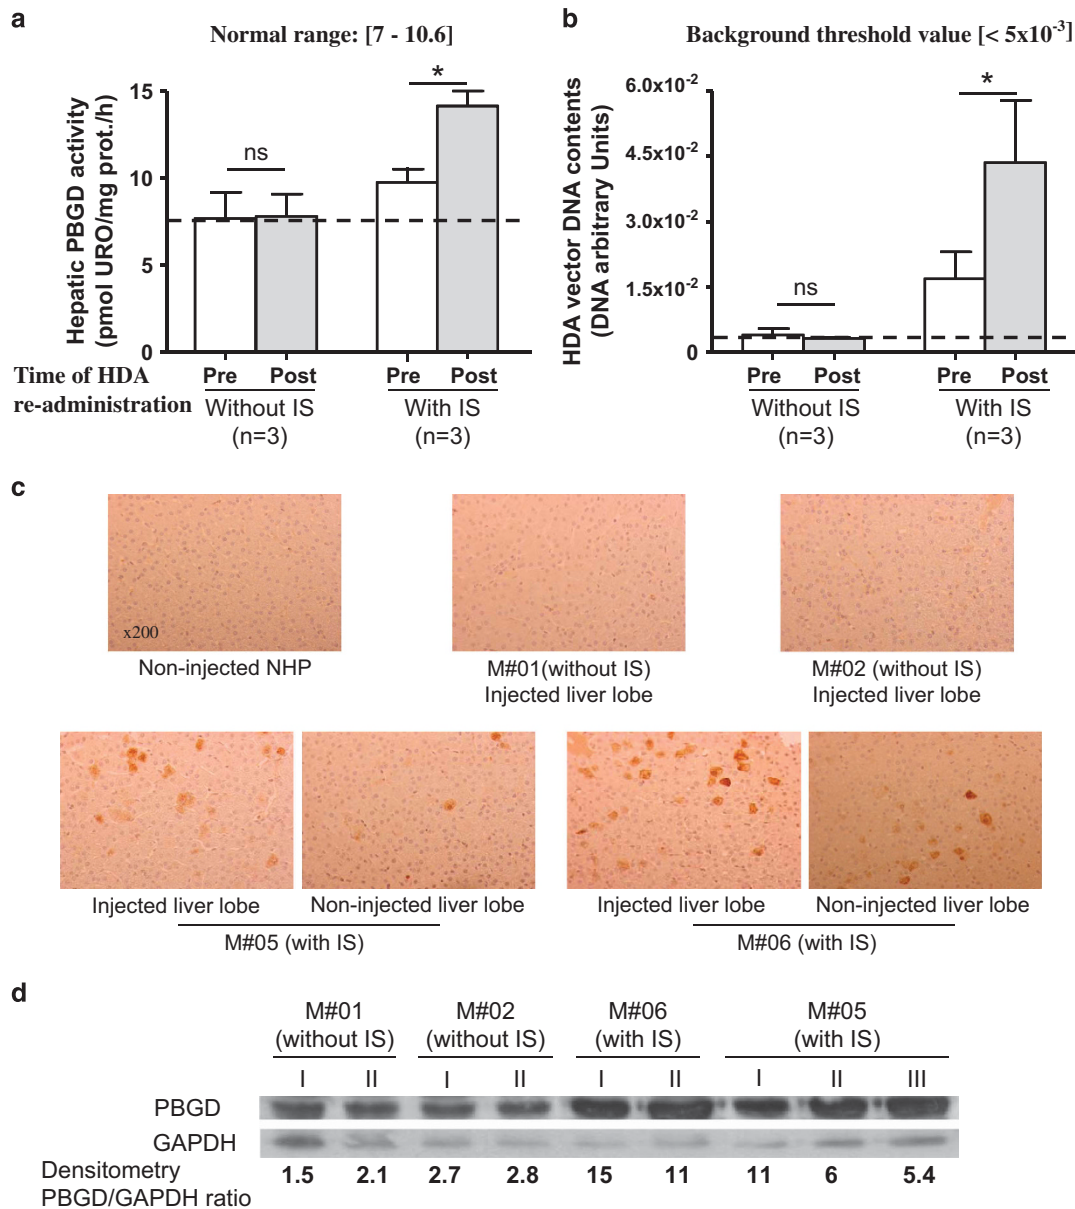 a
Normal range: [7 - 10.6]
Hepatic PBGD activity
(pmol URO/mg prot./h)
15
10
5
0
ns
*
Time of HDA
re-administration
Pre Post Pre Post
Without IS
(n=3)
With IS
(n=3)
b
Background threshold value [< 5x10-3]
HDA vector DNA contents
(DNA arbitrary Units)
6.0x10-2
4.5x10-2
3.0x10-2
1.5x10-2
0
ns
*
Pre Post Pre Post
Without IS
(n=3)
With IS
(n=3)
c
x200
Non-injected NHP
M#01(without IS)
Injected liver lobe
M#02 (without IS)
Injected liver lobe
Injected liver lobe Non-injected liver lobe
M#05 (with IS)
Injected liver lobe Non-injected liver lobe
M#06 (with IS)
d
M#01
(without IS)
M#02
(without IS)
M#06
(with IS)
M#05
(with IS)
I II I II I II I II III
PBGD
GAPDH
Densitometry
PBGD/GAPDH ratio
1.5 2.1 2.7 2.8 15 11 11 6 5.4